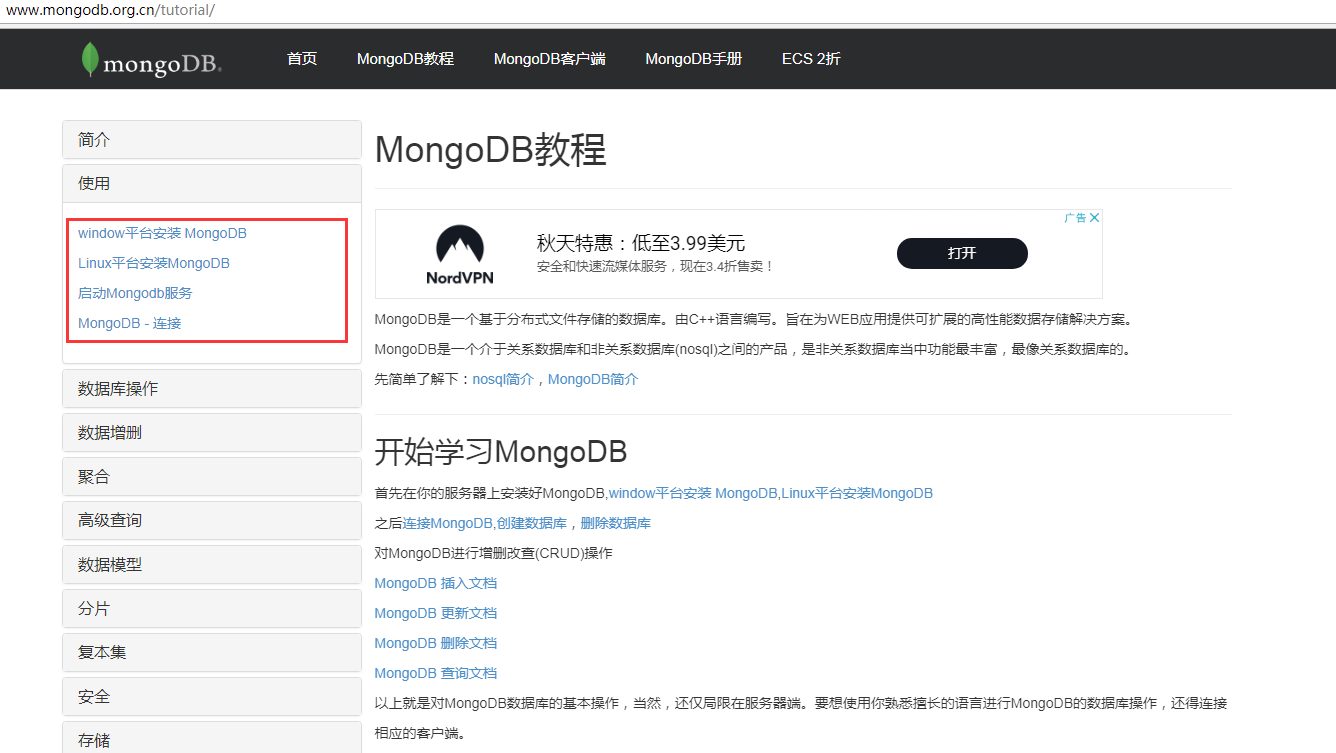 www.mongodb.org.cn/tutorial/
mongoDB.
首页 MongoDB教程 MongoDB客户端 MongoDB手册 ECS 2折
简介
使用
window平台安装 MongoDB
Linux平台安装MongoDB
启动Mongodb服务
MongoDB - 连接
数据库操作
数据增删
聚合
高级查询
数据模型
分片
复本集
安全
存储
MongoDB教程
广告
NordVPN
秋天特惠：低至3.99美元
安全和快速流媒体服务，现在3.4折售卖！
打开
MongoDB是一个基于分布式文件存储的数据库。由C++语言编写。旨在为WEB应用提供可扩展的高性能数据存储解决方案。
MongoDB是一个介于关系数据库和非关系数据库(nosql)之间的产品，是非关系数据库当中功能最丰富，最像关系数据库的。
先简单了解下：nosql简介，MongoDB简介
开始学习MongoDB
首先在你的服务器上安装好MongoDB,window平台安装 MongoDB,Linux平台安装MongoDB
之后连接MongoDB,创建数据库，删除数据库
对MongoDB进行增删改查(CRUD)操作
MongoDB 插入文档
MongoDB 更新文档
MongoDB 删除文档
MongoDB 查询文档
以上就是对MongoDB数据库的基本操作，当然，还仅局限在服务器端。要想使用你熟悉擅长的语言进行MongoDB的数据库操作，还得连接
相应的客户端。